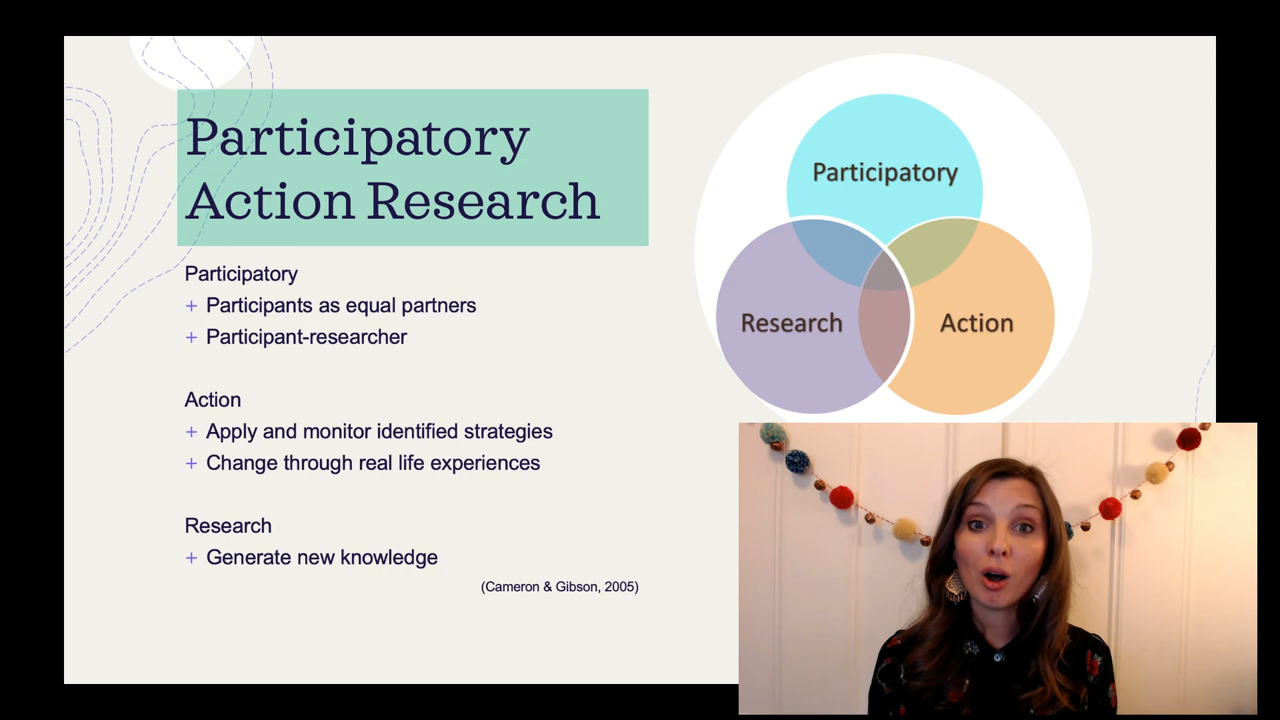 Participatory
Action Research
Participatory
+ Participants as equal partners
+ Participant-researcher
Action
+ Apply and monitor identified strategies
+ Change through real life experiences
Research
+ Generate new knowledge
(Cameron & Gibson, 2005)
Participatory
Research
Action